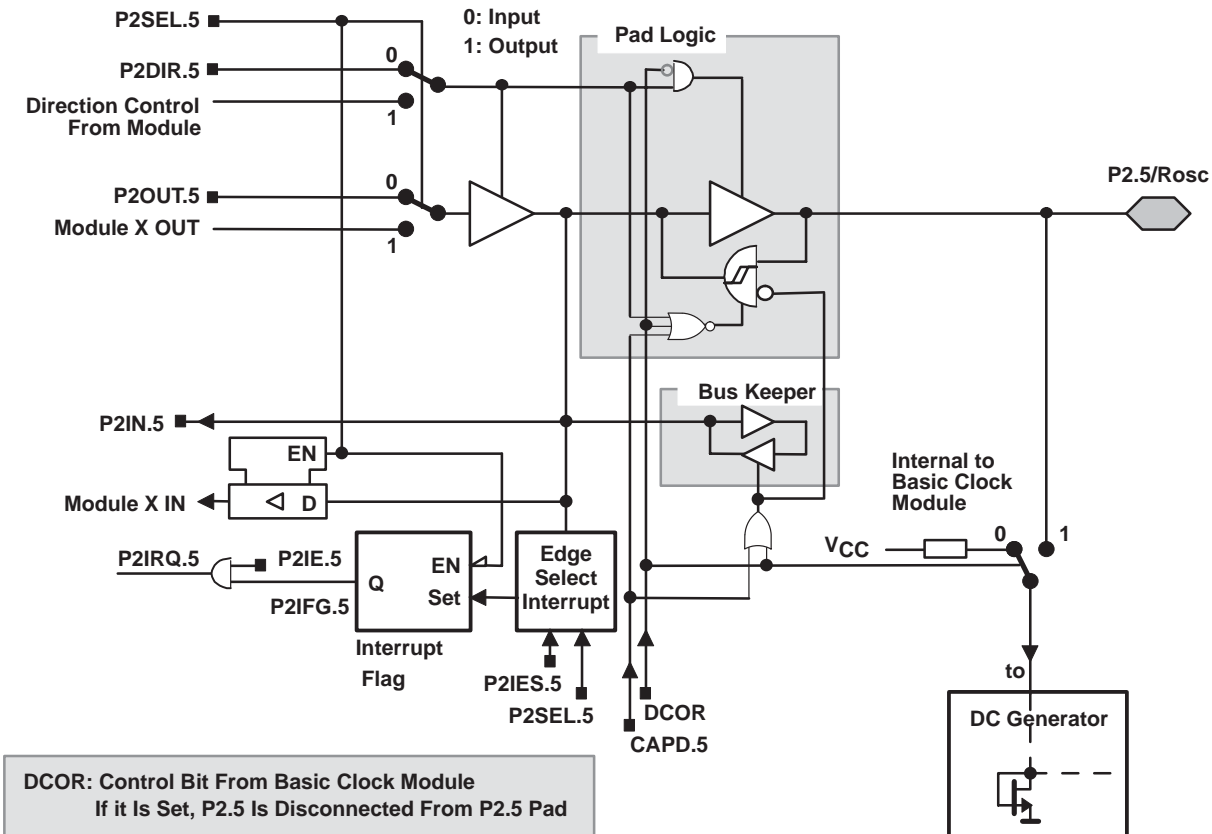 P2SEL.5
0: Input
1: Output
Pad Logic
P2DIR.5
0
Direction Control
From Module
1
P2OUT.5
0
Module X OUT
1
P2.5/Rosc
Bus Keeper
P2IN.5
EN
Module X IN
D
Internal to
Basic Clock
Module
VCC
0
1
P2IRQ.5
P2IE.5
P2IFG.5
Q
EN
Set
Interrupt
Flag
Edge
Select
Interrupt
P2IES.5
P2SEL.5
DCOR
CAPD.5
to
DC Generator
DCOR: Control Bit From Basic Clock Module
If it Is Set, P2.5 Is Disconnected From P2.5 Pad